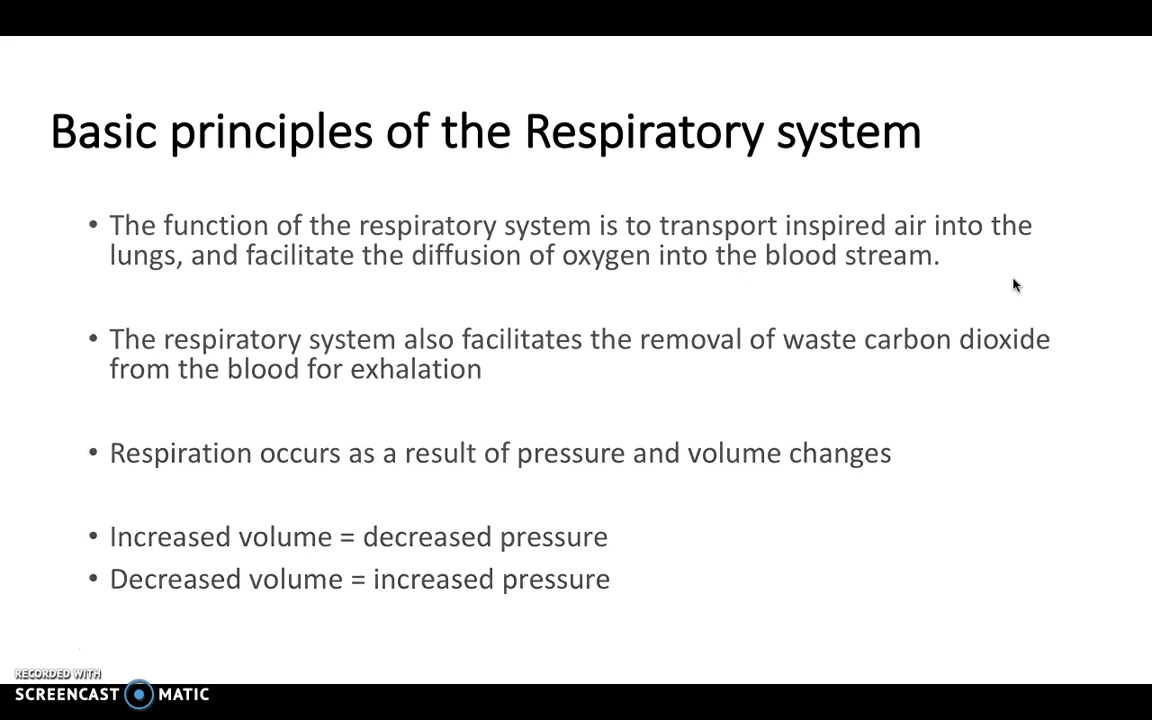 Basic principles of the Respiratory system
• The function of the respiratory system is to transport inspired air into the
lungs, and facilitate the diffusion of oxygen into the blood stream.
• The respiratory system also facilitates the removal of waste carbon dioxide
from the blood for exhalation
• Respiration occurs as a result of pressure and volume changes
• Increased volume = decreased pressure
• Decreased volume = increased pressure
RECORDED WITH
SCREENCAST MATIC